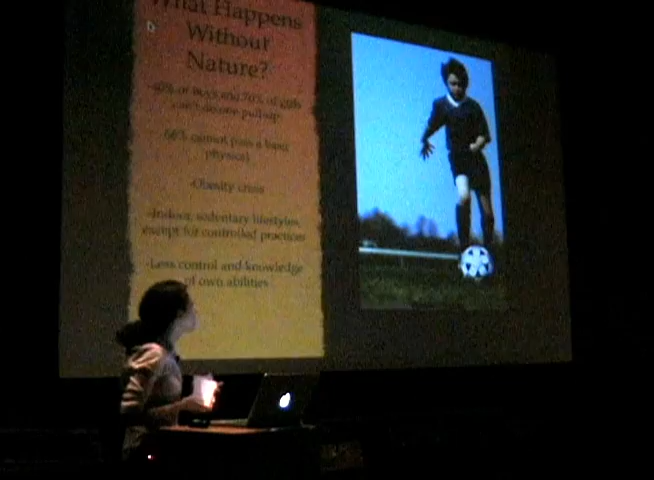 What Happens
Without
Nature?
-40% of boys and 70% of girls
can't do one pull-up
-66% cannot pass a basic
physical
-Obesity crisis
-Indoor, sedentary lifestyles,
except for controlled practices
-Less control and knowledge
of own abilities